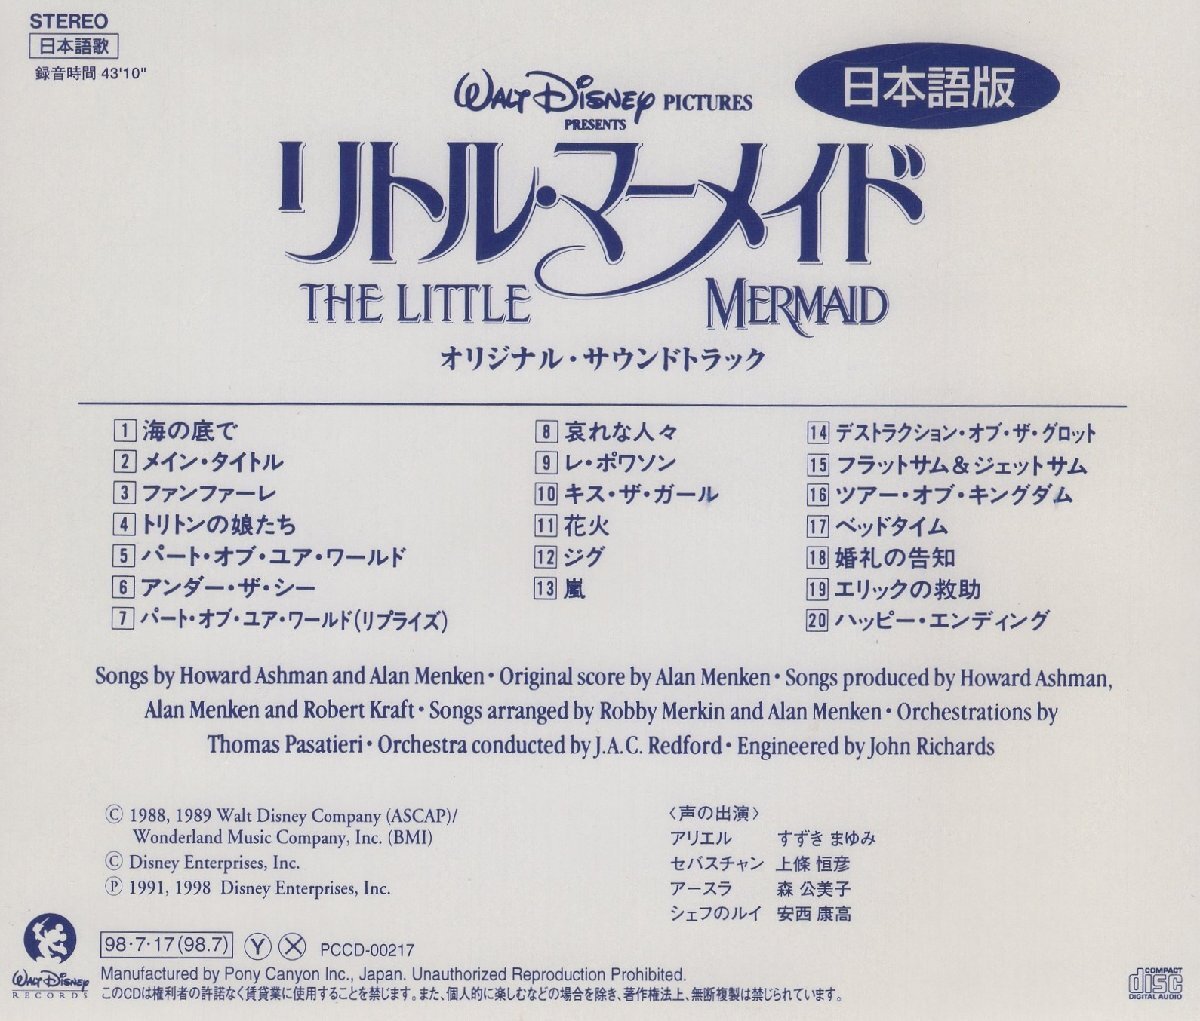 STEREO
日本語歌
録音時間 43'10"
WALT DISNEY PICTURES
PRESENTS
日本語版
リトル・マーメイド
THE LITTLE MERMAID
オリジナル・サウンドトラック
1 海の底で
2 メイン・タイトル
3 ファンファーレ
4 トリトンの娘たち
5 パート・オブ・ユア・ワールド
6 アンダー・ザ・シー
7 パート・オブ・ユア・ワールド(リプライズ)
8 哀れな人々
9 レ・ポワソン
10 キス・ザ・ガール
11 花火
12 ジグ
13 嵐
14 デストラクション・オブ・ザ・グロット
15 フラットサム&ジェットサム
16 ツアー・オブ・キングダム
17 ベッドタイム
18 婚礼の告知
19 エリックの救助
20 ハッピー・エンディング
Songs by Howard Ashman and Alan Menken・Original score by Alan Menken・Songs produced by Howard Ashman,
Alan Menken and Robert Kraft・Songs arranged by Robby Merkin and Alan Menken・Orchestrations by
Thomas Pasatieri・Orchestra conducted by J.A.C. Redford・Engineered by John Richards
© 1988, 1989 Walt Disney Company (ASCAP)/
Wonderland Music Company, Inc. (BMI)
© Disney Enterprises, Inc.
℗ 1991, 1998 Disney Enterprises, Inc.
〈声の出演〉
アリエル すずき まゆみ
セバスチャン 上條 恒彦
アースラ 森 公美子
シェフのルイ 安西 康高
98・7・17(98.7) Ⓨ Ⓧ PCCD-00217
WALT DISNEY
RECORDS
Manufactured by Pony Canyon Inc., Japan. Unauthorized Reproduction Prohibited.
このCDは権利者の許諾なく賃貸業に使用することを禁じます。また、個人的に楽しむなどの場合を除き、著作権法上、無断複製は禁じられています。
COMPACT
disc
DIGITAL AUDIO